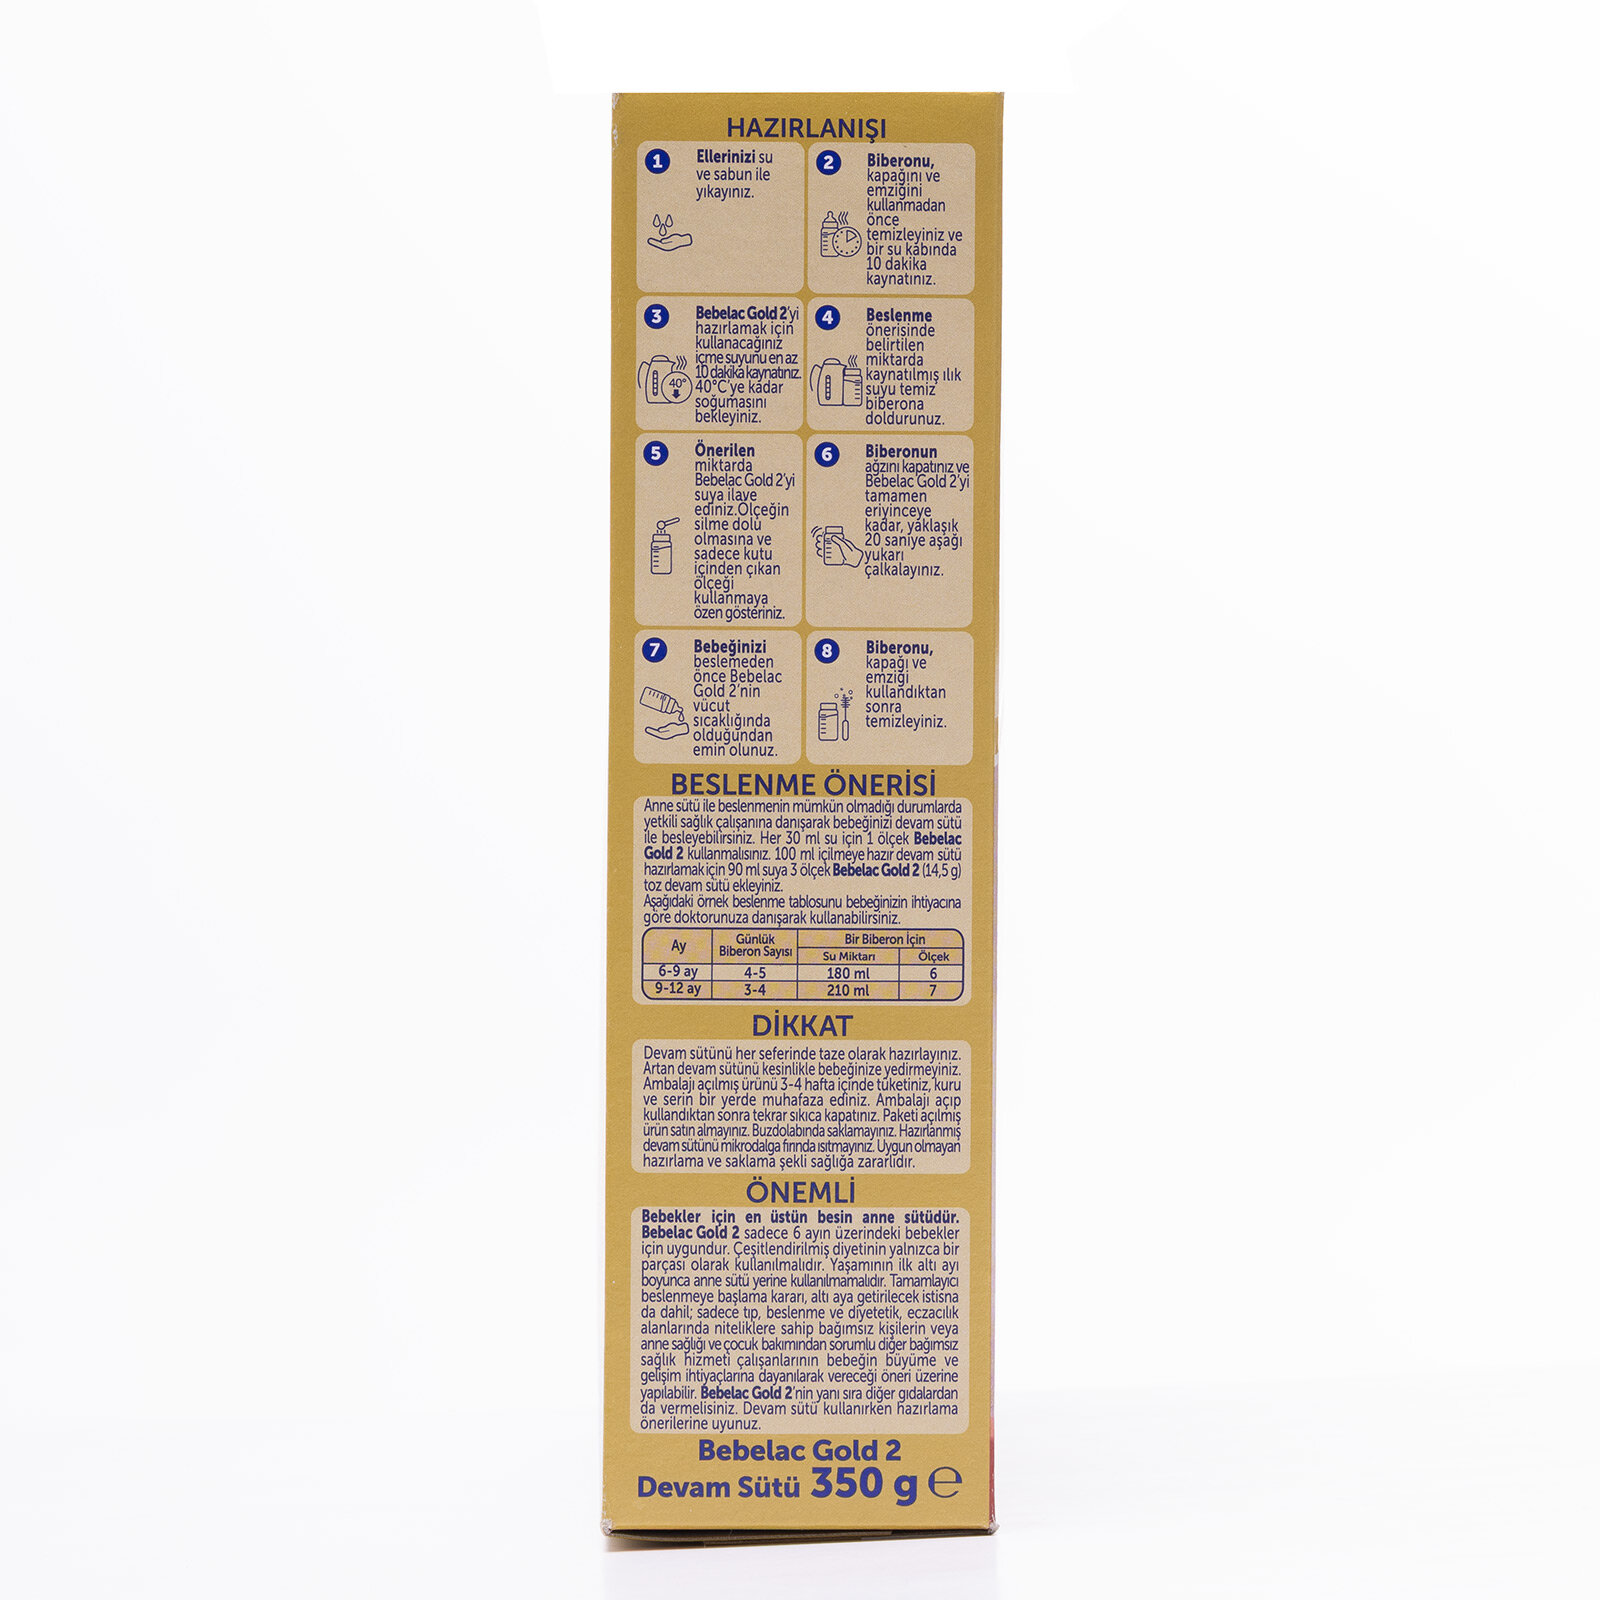 HAZIRLANIŞI
1
Ellerinizi su
ve sabun ile
yıkayınız.
2
Biberonu,
kapağını ve
emziğini
kullanmadan
önce
temizleyiniz ve
bir su kabında
10 dakika
kaynatınız.
3
Bebelac Gold 2'yi
hazırlamak için
kullanacağınız
içme suyunu en az
10 dakika kaynatınız.
40°C'ye kadar
soğumasını
bekleyiniz.
40°
4
Beslenme
önerisinde
belirtilen
miktarda
kaynatılmış ılık
suyu temiz
biberona
doldurunuz.
5
Önerilen
miktarda
Bebelac Gold 2'yi
suya ilave
ediniz.Ölçeğin
silme dolu
olmasına ve
sadece kutu
içinden çıkan
ölçeği
kullanmaya
özen gösteriniz.
6
Biberonun
ağzını kapatınız ve
Bebelac Gold 2'yi
tamamen
eriyinceye
kadar, yaklaşık
20 saniye aşağı
yukarı
çalkalayınız.
7
Bebeğinizi
beslemeden
önce Bebelac
Gold 2'nin
vücut
sıcaklığında
olduğundan
emin olunuz.
8
Biberonu,
kapağı ve
emziği
kullandıktan
sonra
temizleyiniz.
BESLENME ÖNERİSİ
Anne sütü ile beslenmenin mümkün olmadığı durumlarda
yetkili sağlık çalışanına danışarak bebeğinizi devam sütü
ile besleyebilirsiniz. Her 30 ml su için 1 ölçek Bebelac
Gold 2 kullanmalısınız. 100 ml içilmeye hazır devam sütü
hazırlamak için 90 ml suya 3 ölçek Bebelac Gold 2 (14,5 g)
toz devam sütü ekleyiniz.
Aşağıdaki örnek beslenme tablosunu bebeğinizin ihtiyacına
göre doktorunuza danışarak kullanabilirsiniz.
Ay Günlük Biberon Sayısı Bir Biberon İçin
Su Miktarı Ölçek
6-9 ay 4-5 180 ml 6
9-12 ay 3-4 210 ml 7
DİKKAT
Devam sütünü her seferinde taze olarak hazırlayınız.
Artan devam sütünü kesinlikle bebeğinize yedirmeyiniz.
Ambalajı açılmış ürünü 3-4 hafta içinde tüketiniz, kuru
ve serin bir yerde muhafaza ediniz. Ambalajı açıp
kullandıktan sonra tekrar sıkıca kapatınız. Paketi açılmış
ürün satın almayınız. Buzdolabında saklamayınız. Hazırlanmış
devam sütünü mikrodalga fırında ısıtmayınız. Uygun olmayan
hazırlama ve saklama şekli sağlığa zararlıdır.
ÖNEMLİ
Bebekler için en üstün besin anne sütüdür.
Bebelac Gold 2 sadece 6 ayın üzerindeki bebekler
için uygundur. Çeşitlendirilmiş diyetinin yalnızca bir
parçası olarak kullanılmalıdır. Yaşamının ilk altı ayı
boyunca anne sütü yerine kullanılmamalıdır. Tamamlayıcı
beslenmeye başlama kararı, altı aya getirilecek istisna
da dahil; sadece tıp, beslenme ve diyetetik, eczacılık
alanlarında niteliklere sahip bağımsız kişilerin veya
anne sağlığı ve çocuk bakımından sorumlu diğer bağımsız
sağlık hizmeti çalışanlarının bebeğin büyüme ve
gelişim ihtiyaçlarına dayanılarak vereceği öneri üzerine
yapılabilir. Bebelac Gold 2'nin yanı sıra diğer gıdalardan
da vermelisiniz. Devam sütü kullanırken hazırlama
önerilerine uyunuz.
Bebelac Gold 2
Devam Sütü 350 g ℮